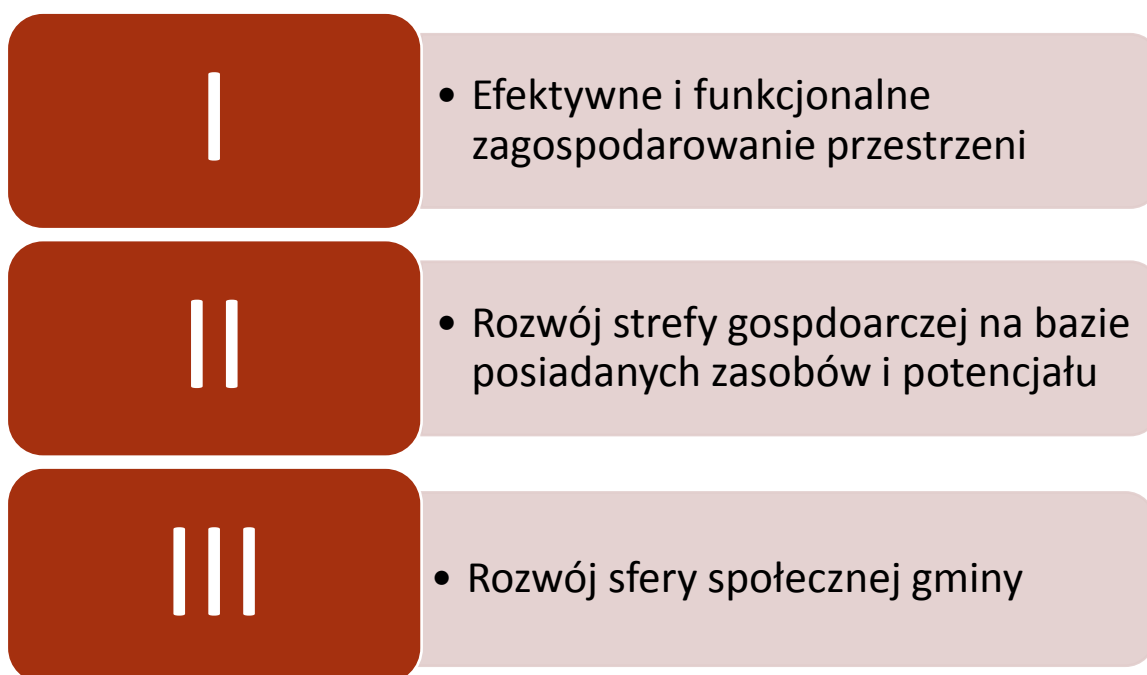 I
• Efektywne i funkcjonalne
zagospodarowanie przestrzeni
II
• Rozwój strefy gospdoarczej na bazie
posiadanych zasobów i potencjału
III
• Rozwój sfery społecznej gminy